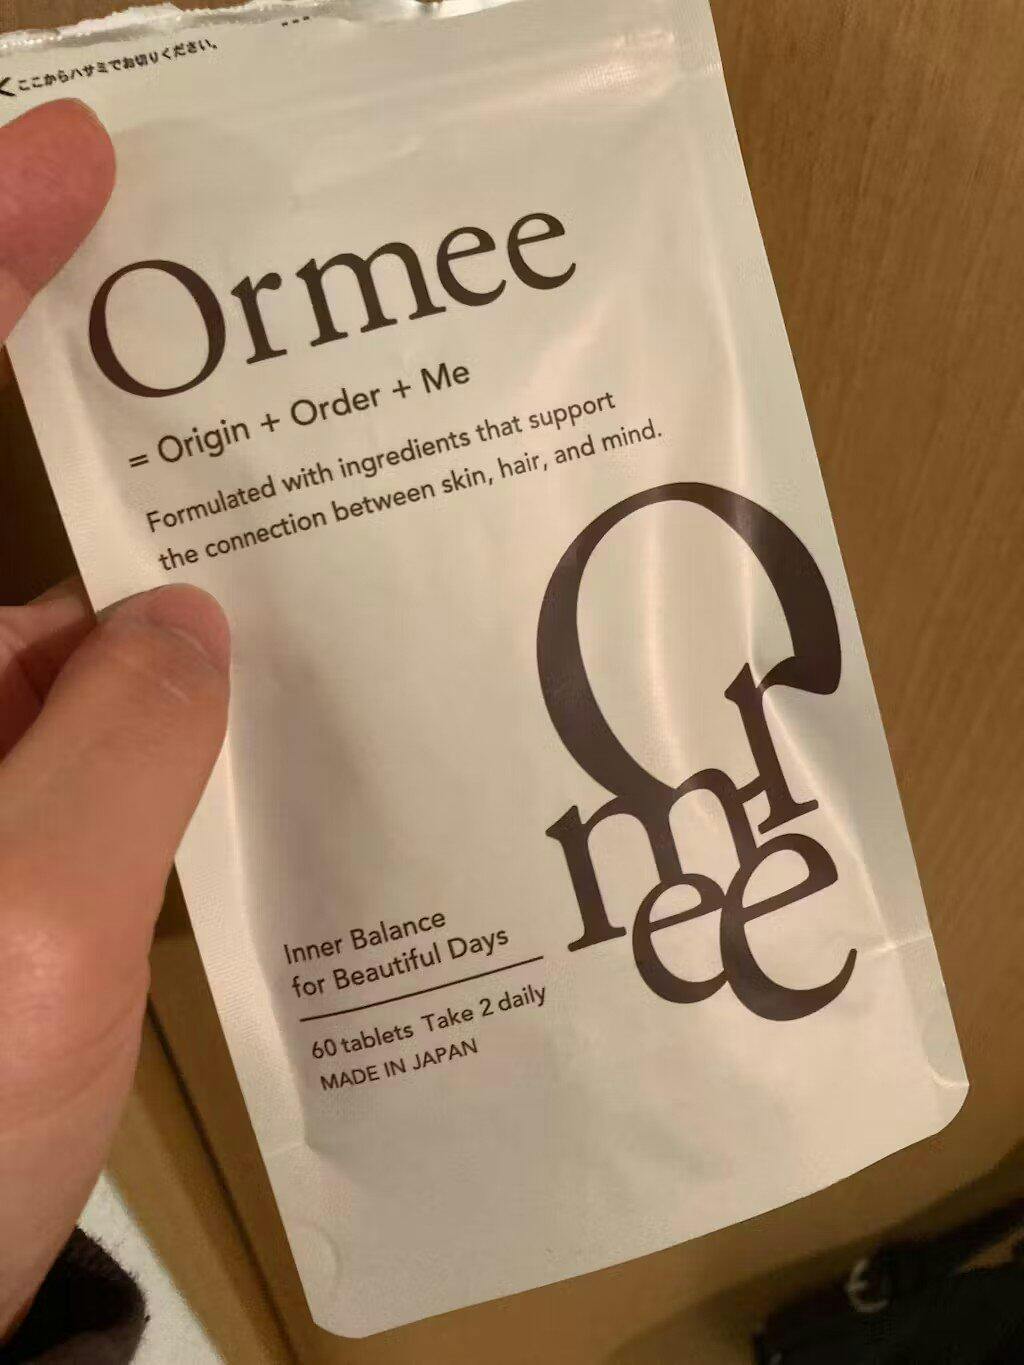 ここからハサミでお切りください。
Ormee
= Origin + Order + Me
Formulated with ingredients that support
the connection between skin, hair, and mind.
Ormee
Inner Balance
for Beautiful Days
60 tablets Take 2 daily
MADE IN JAPAN